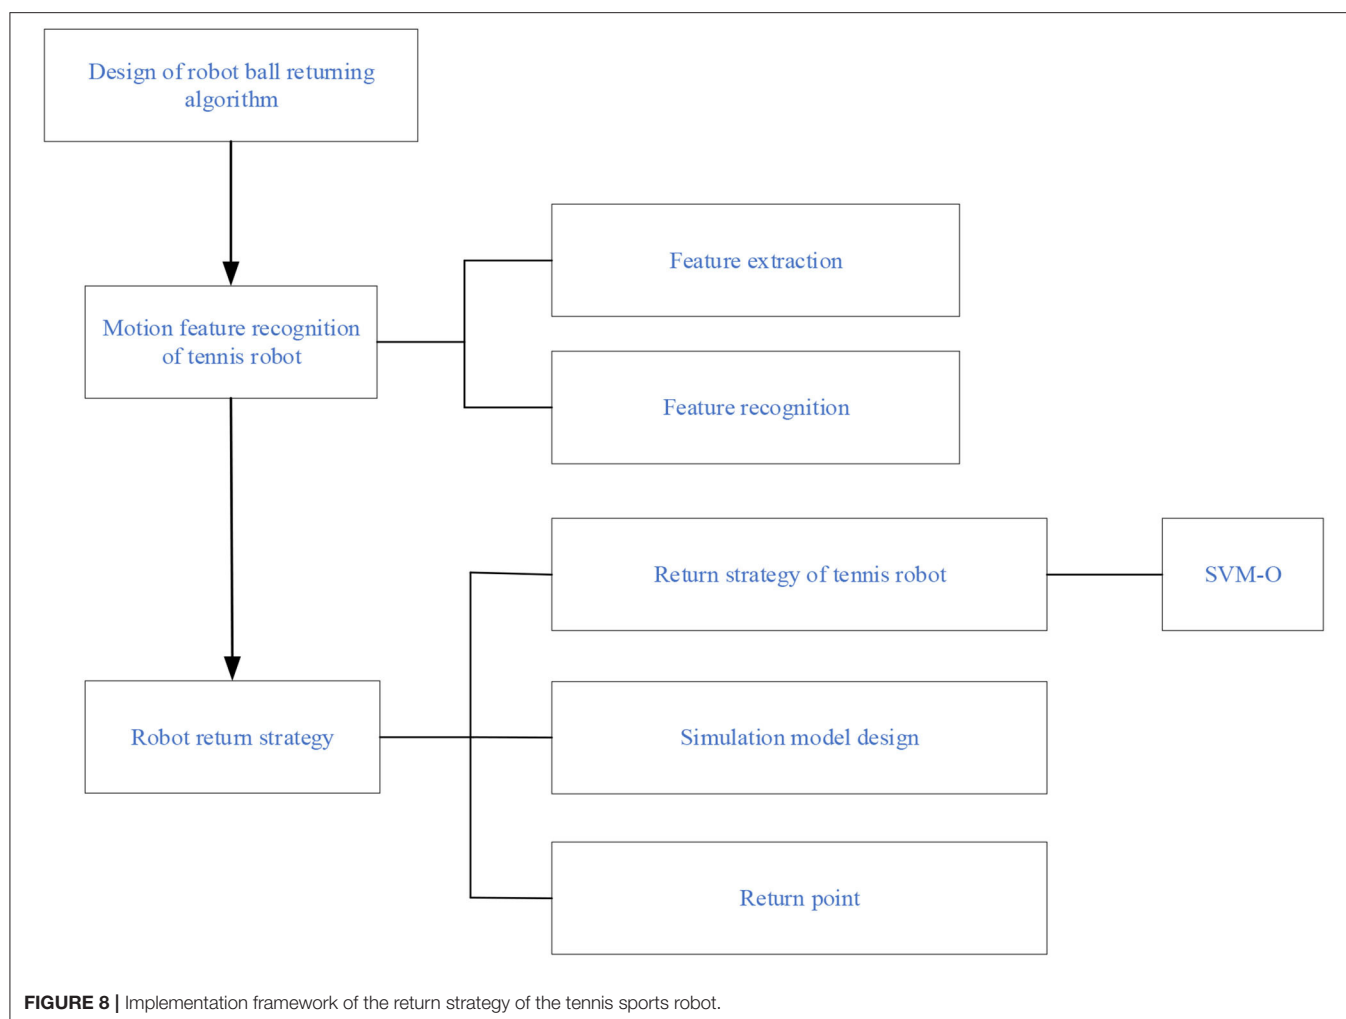 Design of robot ball returning
algorithm
Feature extraction
Motion feature recognition
of tennis robot
Feature recognition
Return strategy of tennis robot
SVM-O
Robot return strategy
Simulation model design
Return point
FIGURE 8 | Implementation framework of the return strategy of the tennis sports robot.